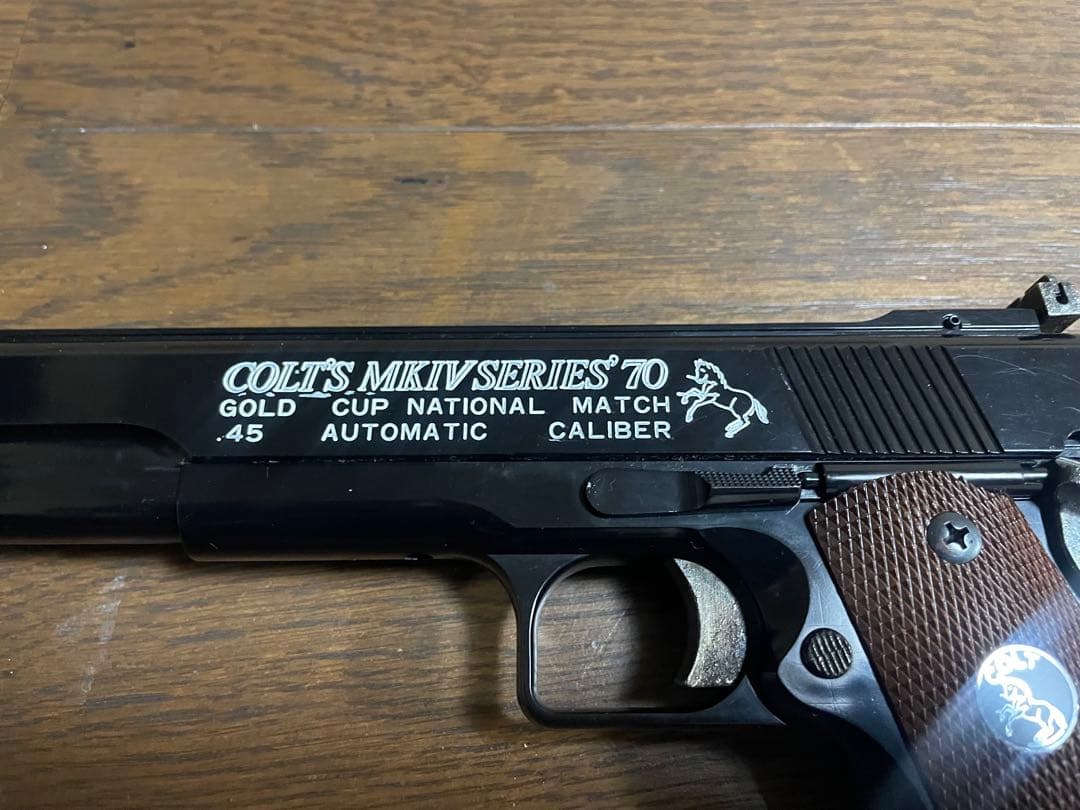 COLT'S MKIV SERIES'70
GOLD CUP NATIONAL MATCH
.45 AUTOMATIC CALIBER
COLT